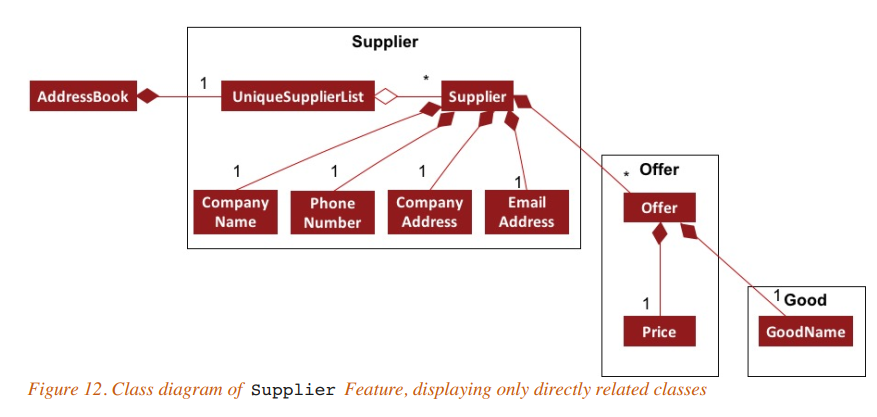 Supplier
AddressBook
1
UniqueSupplierList
*
Supplier
1
1
1
1
Company
Name
Phone
Number
Company
Address
Email
Address
*
Offer
Offer
1
1
Good
Price
GoodName
Figure 12. Class diagram of Supplier Feature, displaying only directly related classes